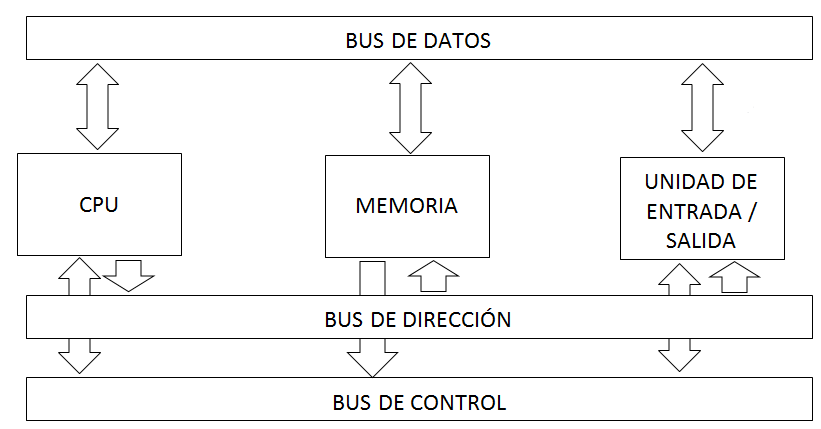 BUS DE DATOS
CPU
MEMORIA
UNIDAD DE
ENTRADA /
SALIDA
BUS DE DIRECCIÓN
BUS DE CONTROL